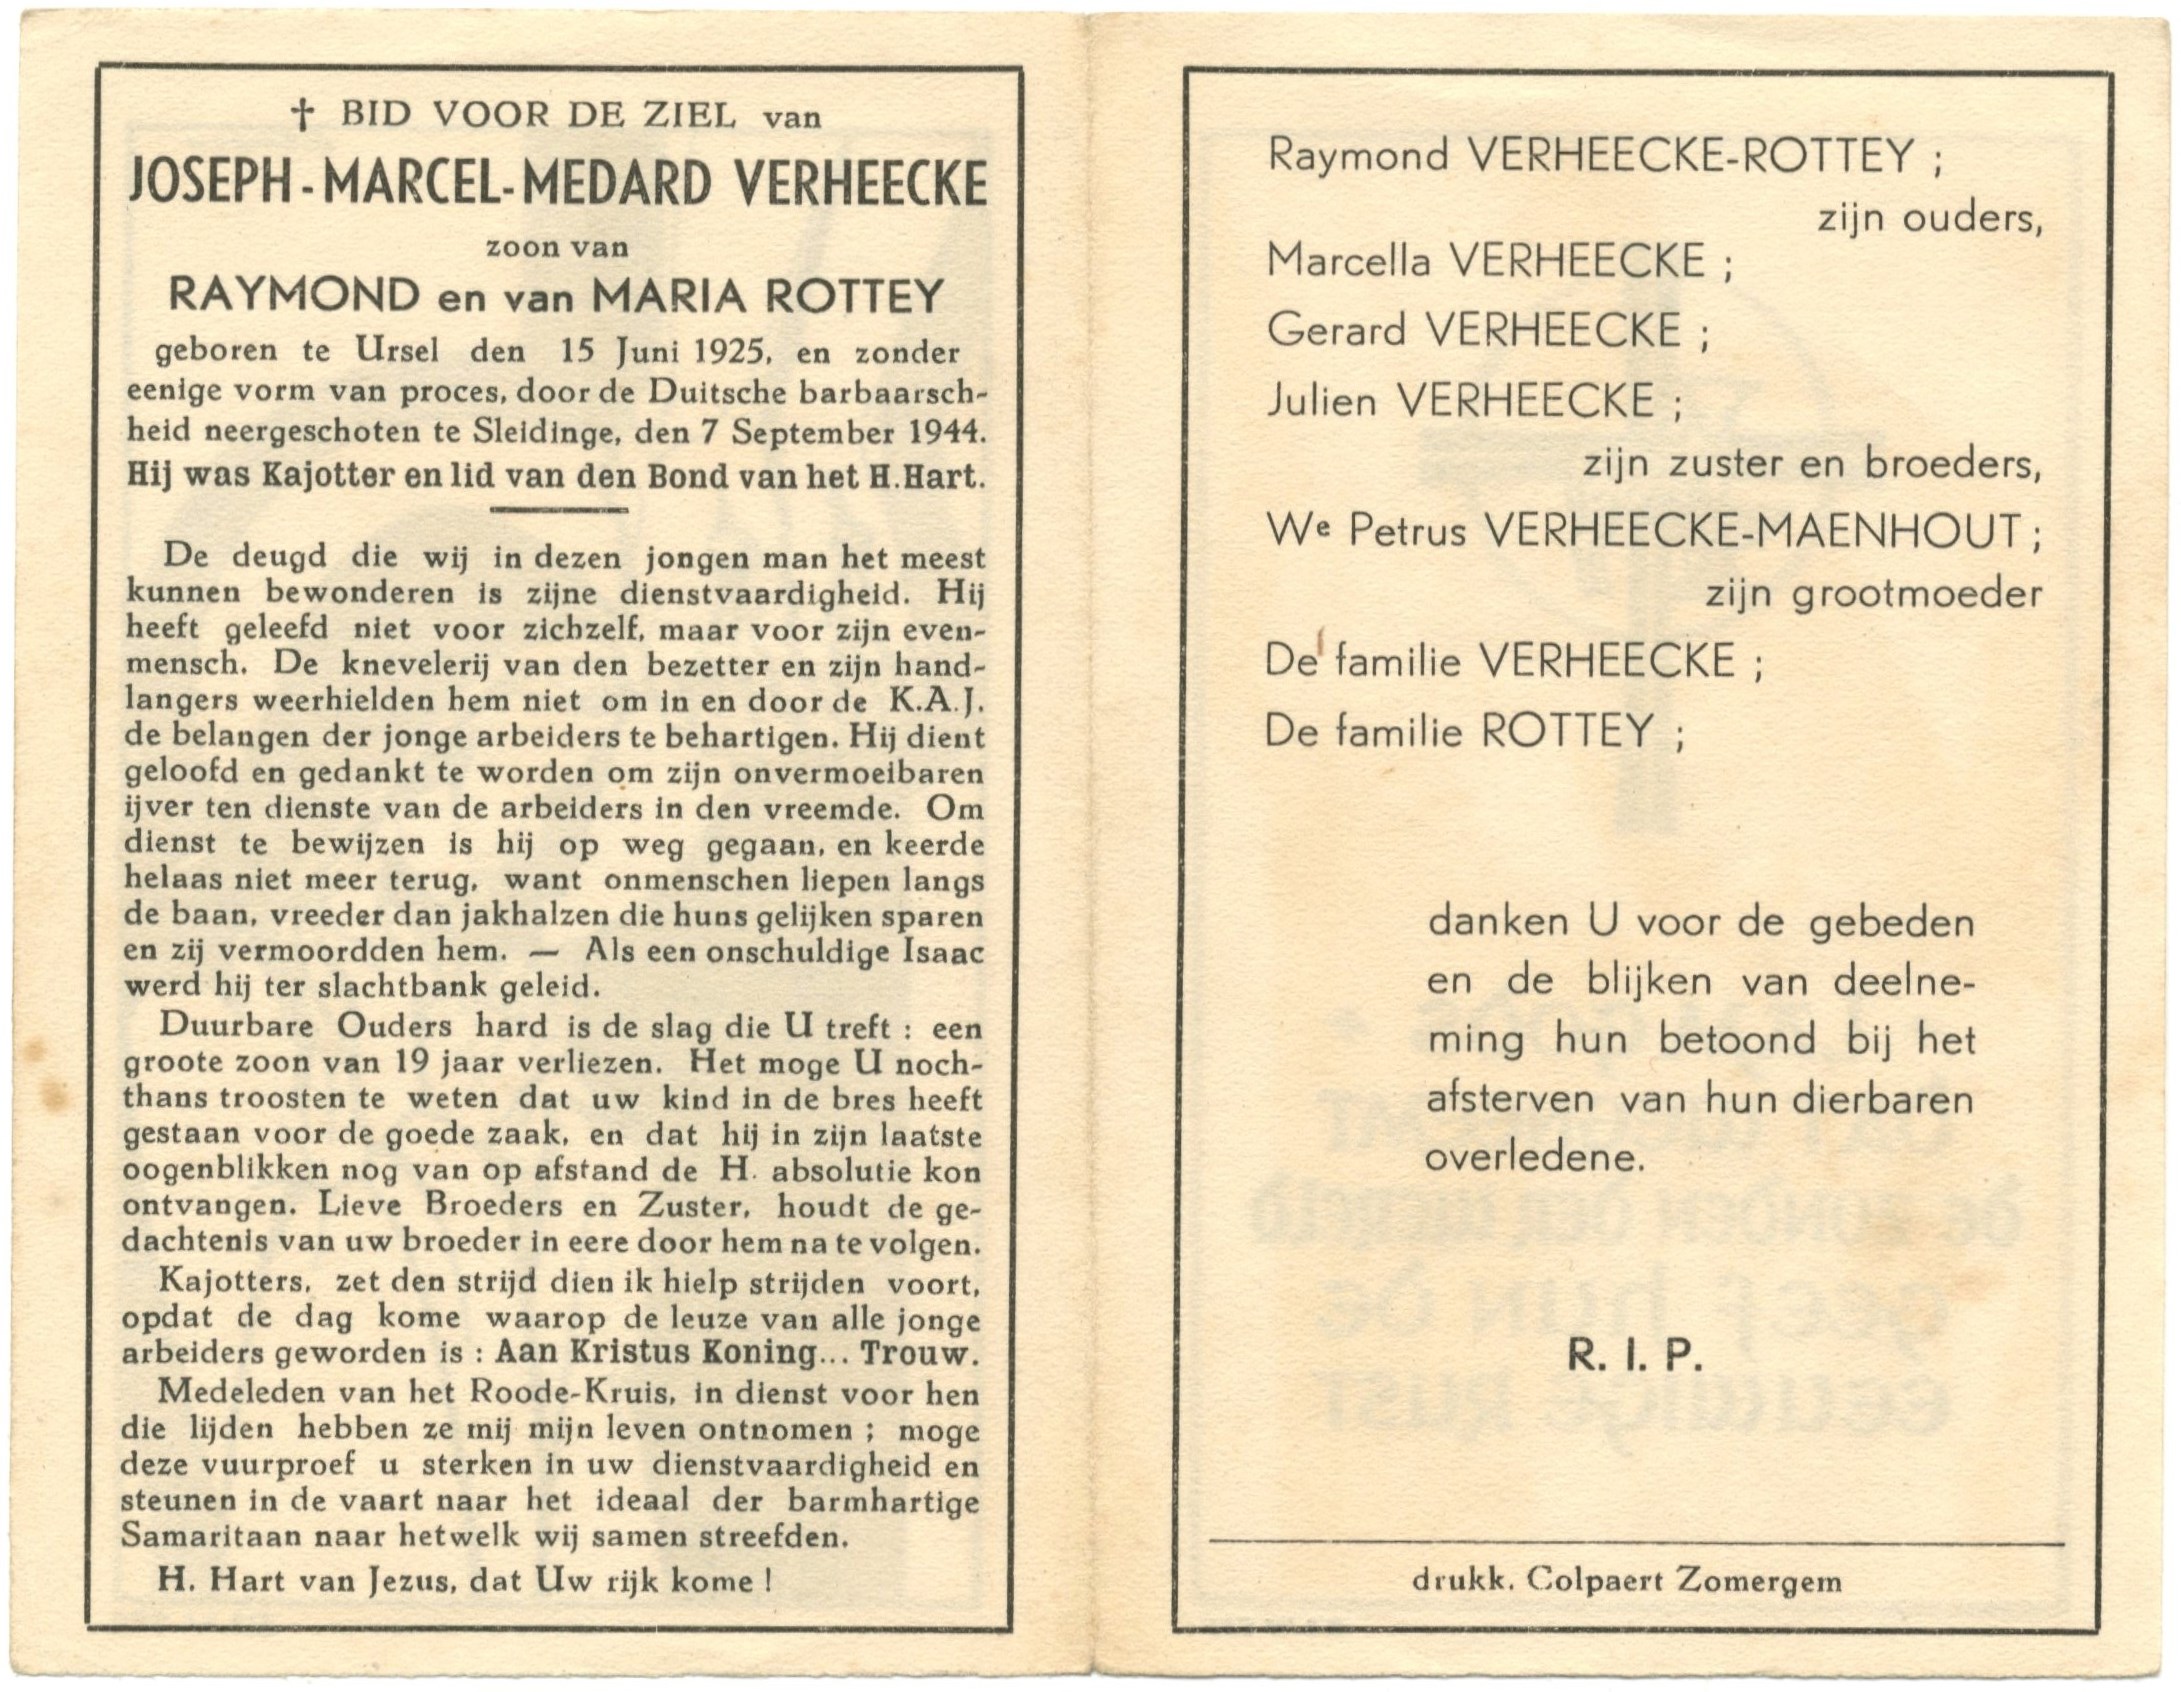 † BID VOOR DE ZIEL van
JOSEPH-MARCEL-MEDARD VERHEECKE
zoon van
RAYMOND en van MARIA ROTTEY
geboren te Ursel den 15 Juni 1925, en zonder
eenige vorm van proces, door de Duitsche barbaarsch-
heid neergeschoten te Sleidinge, den 7 September 1944.
Hij was Kajotter en lid van den Bond van het H. Hart.
De deugd die wij in dezen jongen man het meest
kunnen bewonderen is zijne dienstvaardigheid. Hij
heeft geleefd niet voor zichzelf, maar voor zijn even-
mensch. De knevelerij van den bezetter en zijn hand-
langers weerhielden hem niet om in en door de K.A.J.
de belangen der jonge arbeiders te behartigen. Hij dient
geloofd en gedankt te worden om zijn onvermoeibaren
ijver ten dienste van de arbeiders in den vreemde. Om
dienst te bewijzen is hij op weg gegaan, en keerde
helaas niet meer terug, want onmenschen liepen langs
de baan, vreeder dan jakhalzen die huns gelijken sparen
en zij vermoordden hem. — Als een onschuldige Isaac
werd hij ter slachtbank geleid.
Duurbare Ouders hard is de slag die U treft : een
groote zoon van 19 jaar verliezen. Het moge U noch-
thans troosten te weten dat uw kind in de bres heeft
gestaan voor de goede zaak, en dat hij in zijn laatste
oogenblikken nog van op afstand de H. absolutie kon
ontvangen. Lieve Broeders en Zuster, houdt de ge-
dachtenis van uw broeder in eere door hem na te volgen.
Kajotters, zet den strijd dien ik hielp strijden voort,
opdat de dag kome waarop de leuze van alle jonge
arbeiders geworden is : Aan Kristus Koning... Trouw.
Medeleden van het Roode-Kruis, in dienst voor hen
die lijden hebben ze mij mijn leven ontnomen ; moge
deze vuurproef u sterken in uw dienstvaardigheid en
steunen in de vaart naar het ideaal der barmhartige
Samaritaan naar hetwelk wij samen streefden.
H. Hart van Jezus, dat Uw rijk kome !
Raymond VERHEECKE-ROTTEY ;
zijn ouders,
Marcella VERHEECKE ;
Gerard VERHEECKE ;
Julien VERHEECKE ;
zijn zuster en broeders,
We Petrus VERHEECKE-MAENHOUT ;
zijn grootmoeder
De familie VERHEECKE ;
De familie ROTTEY ;
danken U voor de gebeden
en de blijken van deelne-
ming hun betoond bij het
afsterven van hun dierbaren
overledene.
R. I. P.
drukk. Colpaert Zomergem